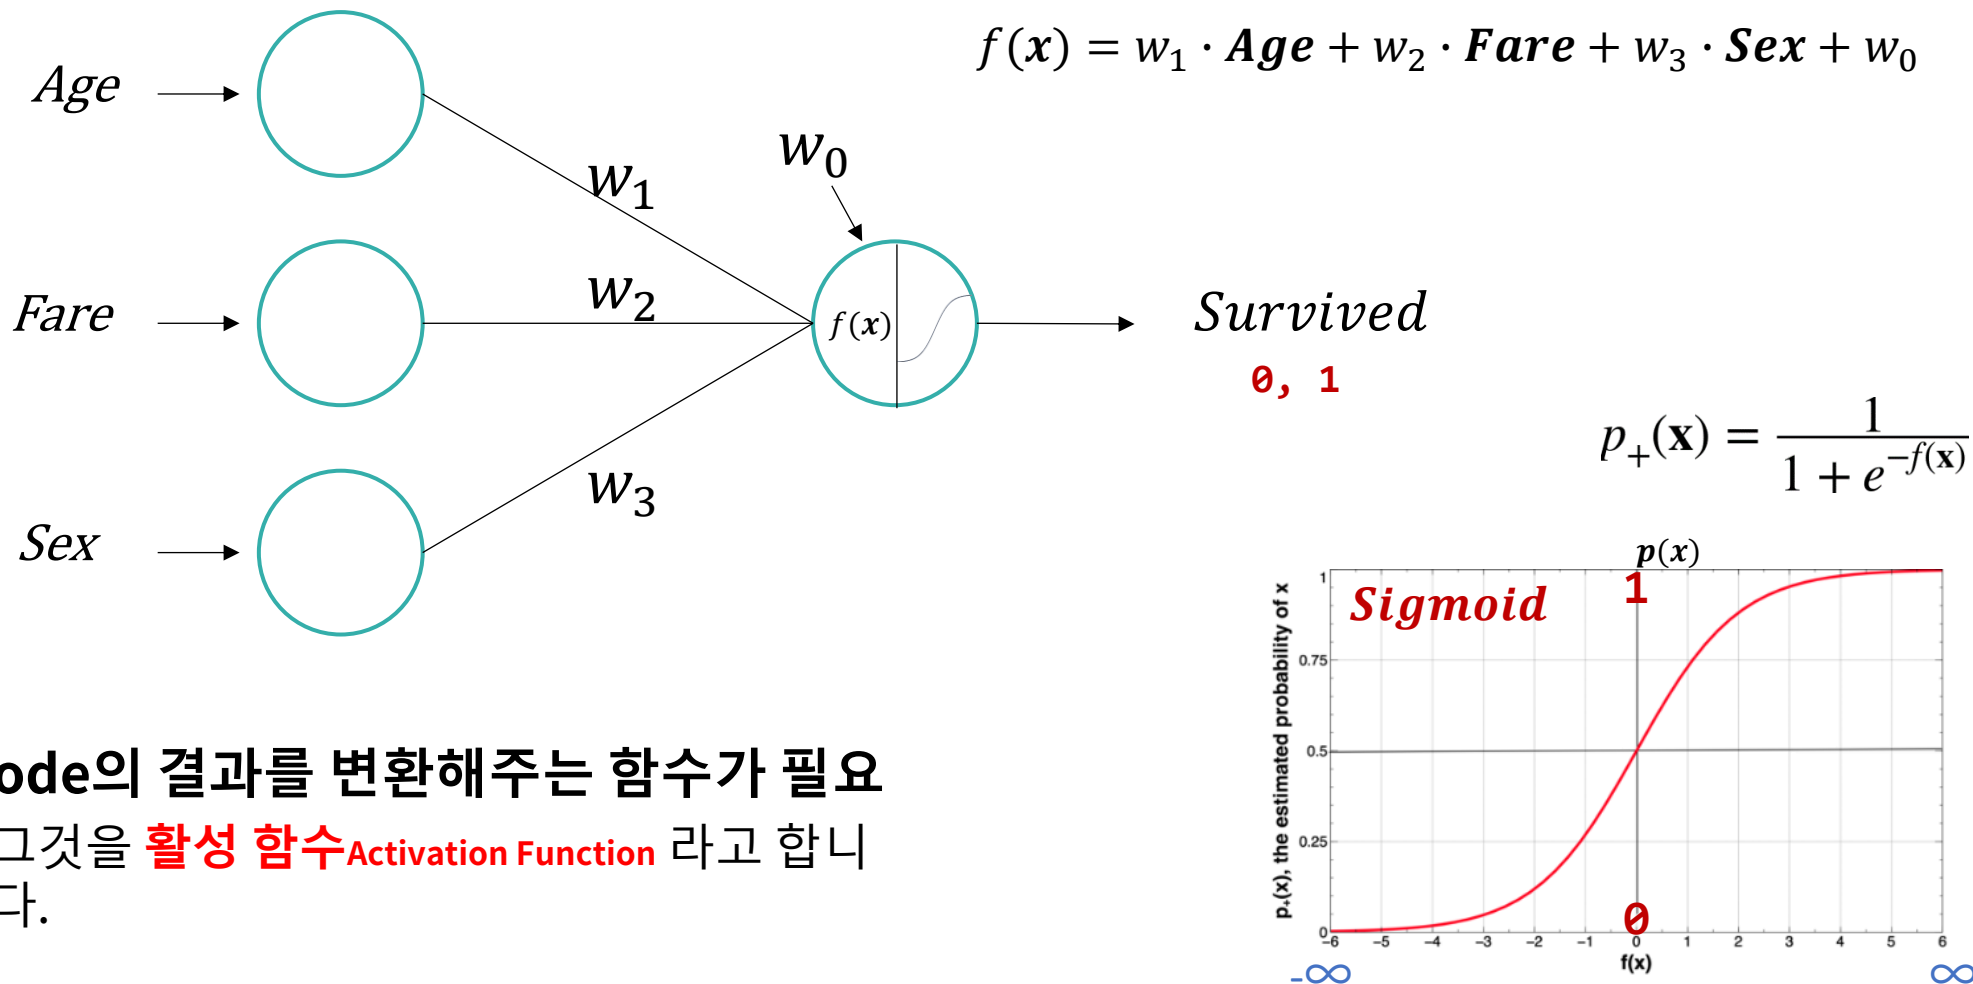 f(x) = w₁ · Age + w₂ · Fare + w₃ · Sex + w₀
Age
w₀
w₁
Fare
w₂
f(x)
Survived
0, 1
p₊(x) = 1 / (1 + e^−f(x))
w₃
Sex
p(x)
Sigmoid
1
1
0.75
0.5
0.25
0
0
p₊(x), the estimated probability of x
−6 −5 −4 −3 −2 −1 0 1 2 3 4 5 6
f(x)
-∞ ∞
ode의 결과를 변환해주는 함수가 필요
그것을 활성 함수Activation Function 라고 합니
다.